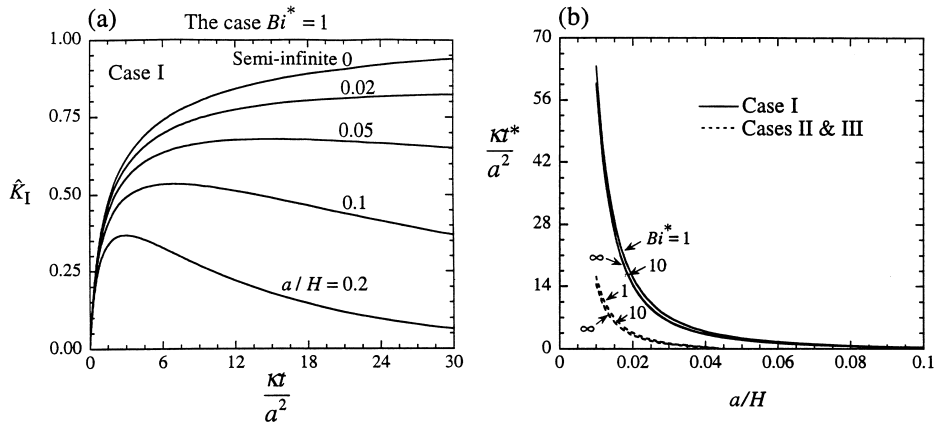 (a)
The case Bi* = 1
K̂I
1.00
0.75
0.50
0.25
0.00
Case I
Semi-infinite 0
0.02
0.05
0.1
a / H = 0.2
0 6 12 18 24 30
κt
a²
(b)
κt*
a²
70
56
42
28
14
0
Case I
Cases II & III
Bi* = 1
∞ 10
1
∞ 10
0 0.02 0.04 0.06 0.08 0.1
a/H